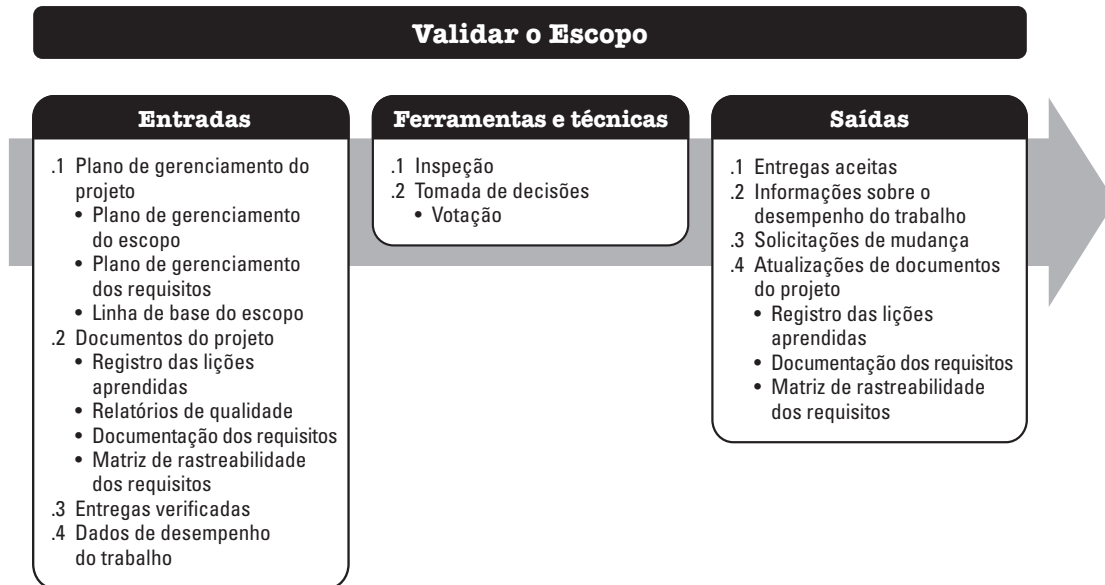 Validar o Escopo
Entradas
.1 Plano de gerenciamento do
projeto
• Plano de gerenciamento
do escopo
• Plano de gerenciamento
dos requisitos
• Linha de base do escopo
.2 Documentos do projeto
• Registro das lições
aprendidas
• Relatórios de qualidade
• Documentação dos requisitos
• Matriz de rastreabilidade
dos requisitos
.3 Entregas verificadas
.4 Dados de desempenho
do trabalho
Ferramentas e técnicas
.1 Inspeção
.2 Tomada de decisões
• Votação
Saídas
.1 Entregas aceitas
.2 Informações sobre o
desempenho do trabalho
.3 Solicitações de mudança
.4 Atualizações de documentos
do projeto
• Registro das lições
aprendidas
• Documentação dos requisitos
• Matriz de rastreabilidade
dos requisitos